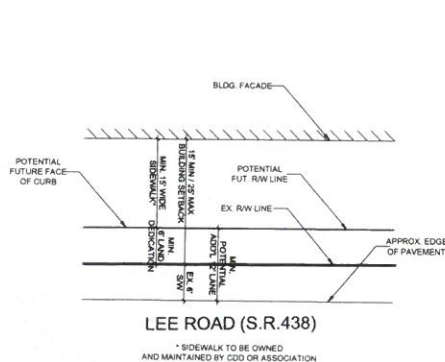 BLDG. FACADE
POTENTIAL
FUTURE FACE
OF CURB
MIN. 15' WIDE
SIDEWALK*
15' MIN / 25' MAX
BUILDING SETBACK
POTENTIAL
FUT. R/W LINE
EX. R/W LINE
MIN.
6' LAND
DEDICATION
EX. 6'
S/W
MIN.
POTENTIAL
ADD'L 12' LANE
APPROX. EDGE
OF PAVEMENT
LEE ROAD (S.R.438)
* SIDEWALK TO BE OWNED
AND MAINTAINED BY CDD OR ASSOCIATION